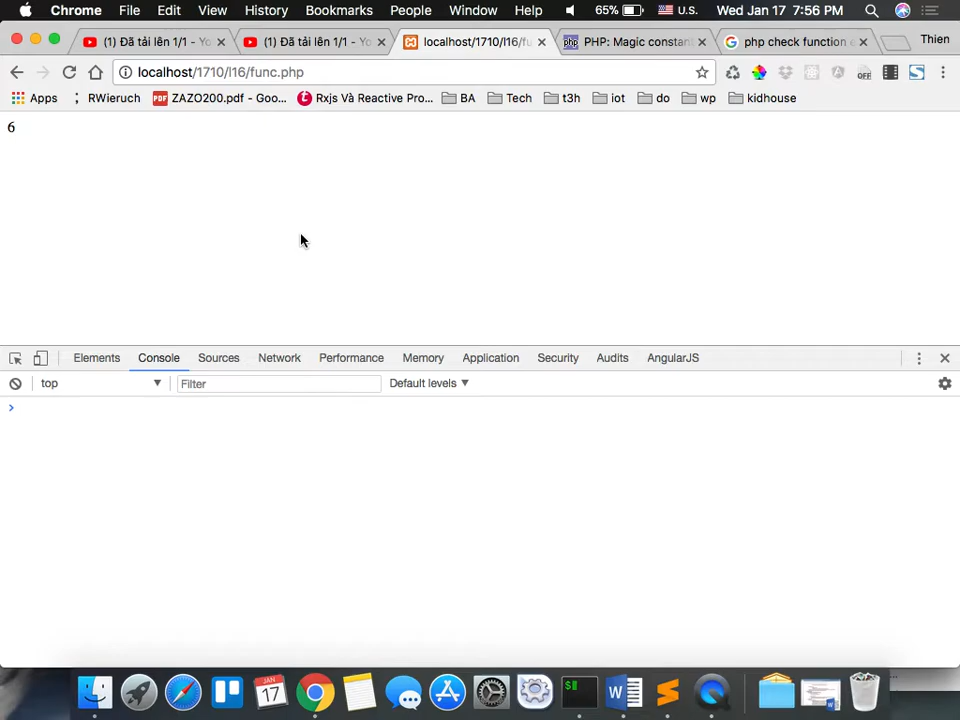 Chrome File Edit View History Bookmarks People Window Help 65% U.S. Wed Jan 17 7:56 PM
(1) Đã tải lên 1/1 - Yo (1) Đã tải lên 1/1 - Yo localhost/1710/l16/fu PHP: Magic constan php check function e Thien
localhost/1710/l16/func.php OFF
Apps RWieruch PDF ZAZO200.pdf - Goo... Rxjs Và Reactive Pro... BA Tech t3h iot do wp kidhouse
6
Elements Console Sources Network Performance Memory Application Security Audits AngularJS
top Filter Default levels
JAN
17